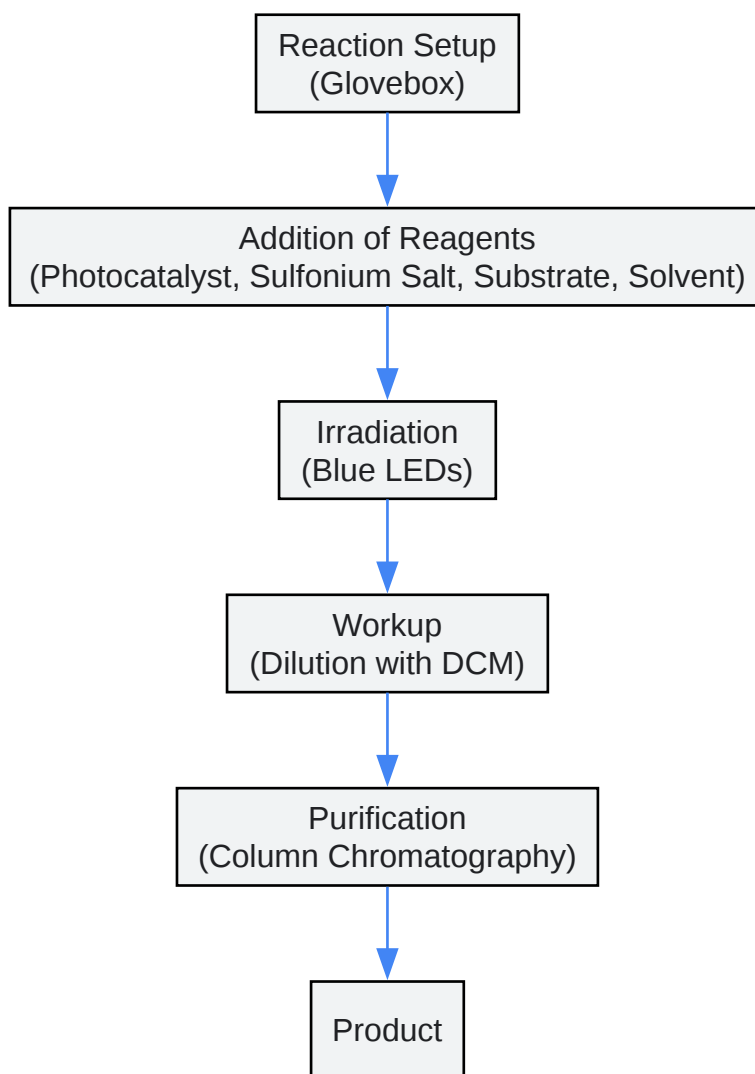 Reaction Setup
(Glovebox)
Addition of Reagents
(Photocatalyst, Sulfonium Salt, Substrate, Solvent)
Irradiation
(Blue LEDs)
Workup
(Dilution with DCM)
Purification
(Column Chromatography)
Product